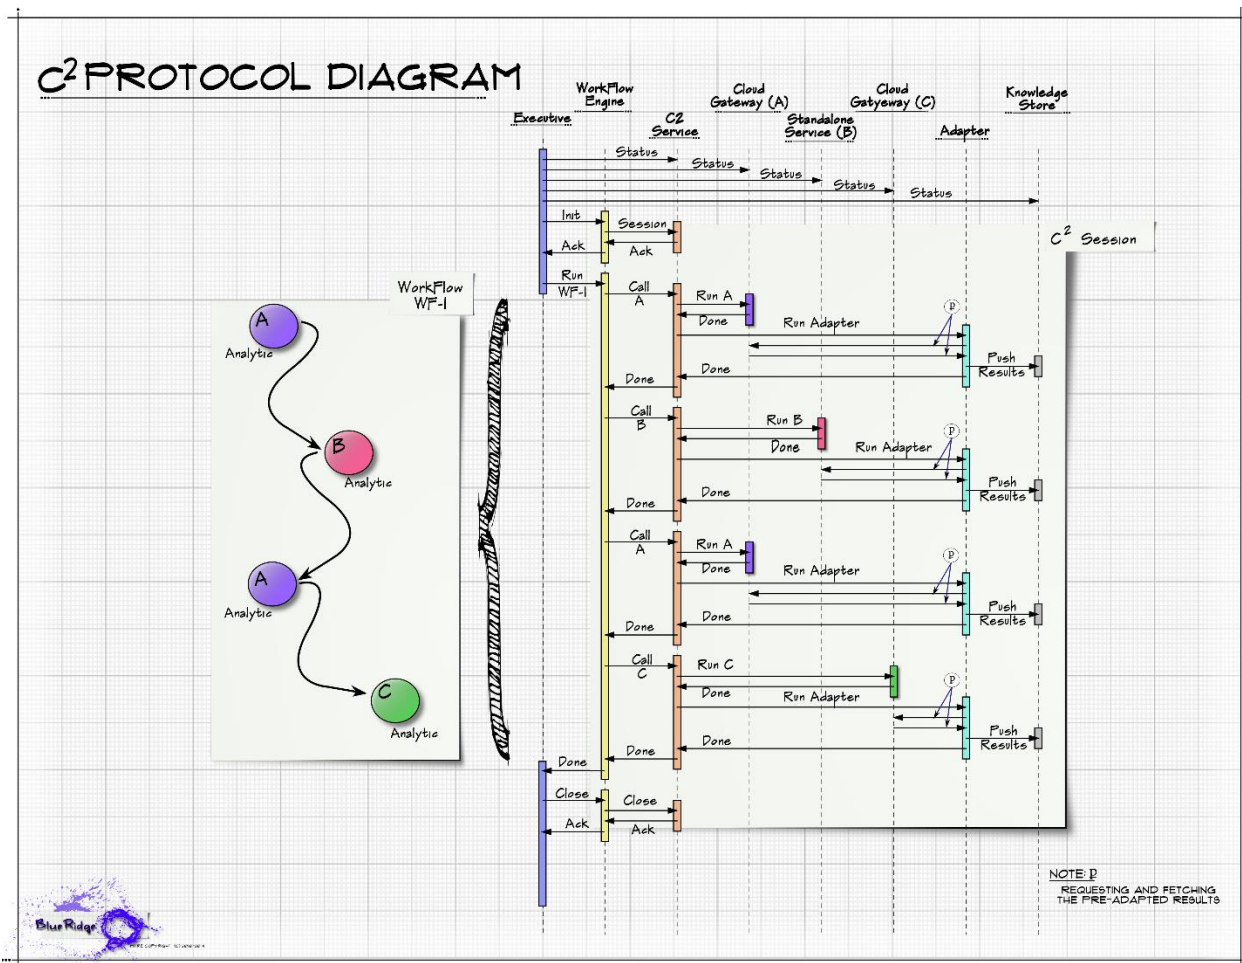 C2 PROTOCOL DIAGRAM
Executive
WorkFlow
Engine
C2
Service
Cloud
Gateway (A)
Standalone
Service (B)
Cloud
Gatyeway (C)
Adapter
Knowledge
Store
Status
Status
Status
Status
Status
Init
Session
Ack
Ack
C2 Session
Run
WF-1
WorkFlow
WF-1
A
Analytic
B
Analytic
A
Analytic
C
Analytic
Call
A
Run A
Done
Run Adapter
P
Push
Results
Done
Done
Call
B
Run B
Done
Run Adapter
P
Push
Results
Done
Done
Call
A
Run A
Done
Run Adapter
P
Push
Results
Done
Done
Call
C
Run C
Done
Run Adapter
P
Push
Results
Done
Done
Done
Close
Close
Ack
Ack
NOTE: P
REQUESTING AND FETCHING
THE PRE-ADAPTED RESULTS
BlueRidge